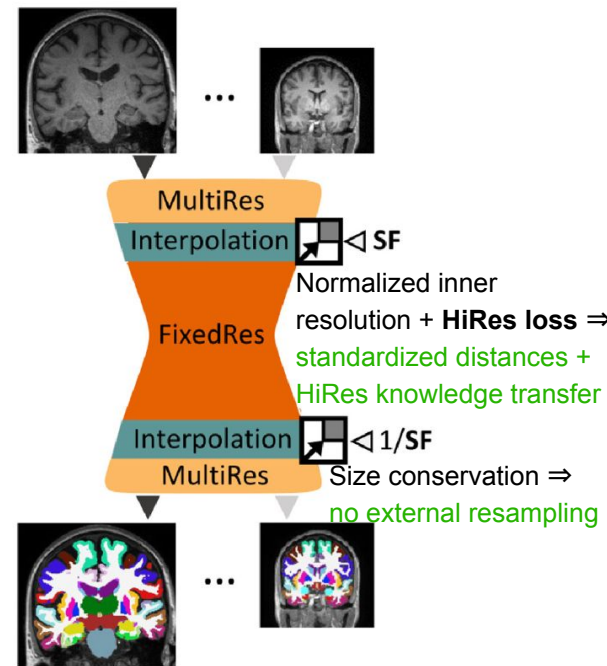 ...
MultiRes
Interpolation
SF
Normalized inner
resolution + HiRes loss ⇒
FixedRes
standardized distances +
HiRes knowledge transfer
Interpolation
1/SF
MultiRes
Size conservation ⇒
no external resampling
...